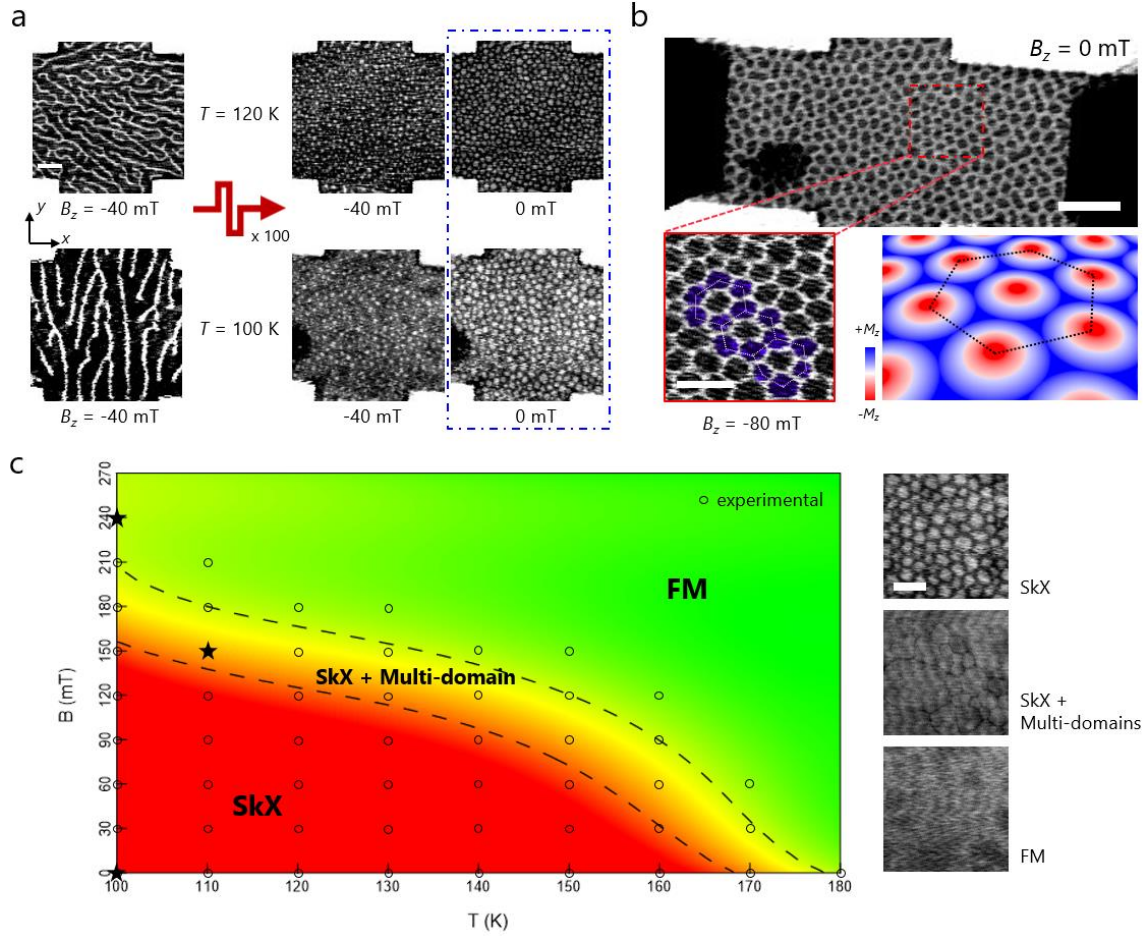 a
T = 120 K
B_z = -40 mT
x 100
-40 mT
0 mT
y
x
T = 100 K
B_z = -40 mT
-40 mT
0 mT
b
B_z = 0 mT
B_z = -80 mT
+M_z
-M_z
c
270
240
210
180
150
120
90
60
30
0
B (mT)
experimental
FM
SkX + Multi-domain
SkX
100
110
120
130
140
150
160
170
180
T (K)
SkX
SkX +
Multi-domains
FM